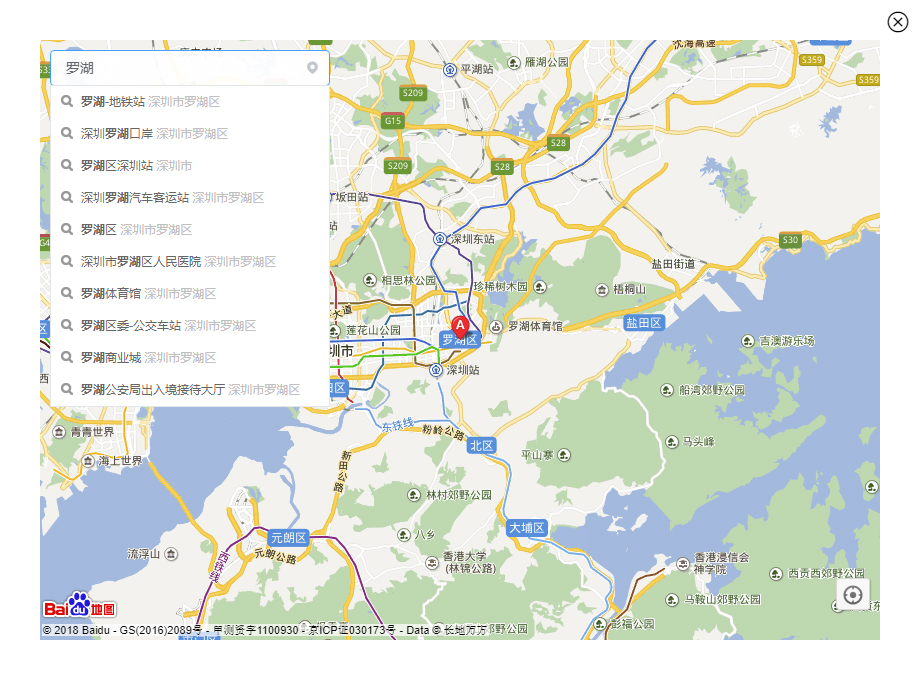 沈海高速
S359
S359
罗湖
平湖站
雁湖公园
S209
G15
S28
S209
S28
罗湖-地铁站 深圳市罗湖区
深圳罗湖口岸 深圳市罗湖区
罗湖区深圳站 深圳市
深圳罗湖汽车客运站 深圳市罗湖区
坂田站
罗湖区 深圳市罗湖区
站
深圳东站
S30
深圳市罗湖区人民医院 深圳市罗湖区
盐田街道
相思林公园
珍稀树木园
梧桐山
罗湖体育馆 深圳市罗湖区
大道
罗湖区委-公交车站 深圳市罗湖区
莲花山公园
A
罗湖体育馆
盐田区
罗湖区
吉澳游乐场
罗湖商业城 深圳市罗湖区
圳市
深圳站
罗湖公安局出入境接待大厅 深圳市罗湖区
田区
船湾郊野公园
青青世界
东铁线
粉岭公路
北区
马头峰
海上世界
新田公路
平山寨
林村郊野公园
大埔区
元朗区
八乡
流浮山
西铁线
元朗公路
香港大学
(林锦公路)
香港浸信会
神学院
西贡西郊野公园
马鞍山郊野公园
Bai du 地图
彭福公园
© 2018 Baidu - GS(2016)2089号 - 甲测资字1100930 - 京ICP证030173号 - Data © 长地万方